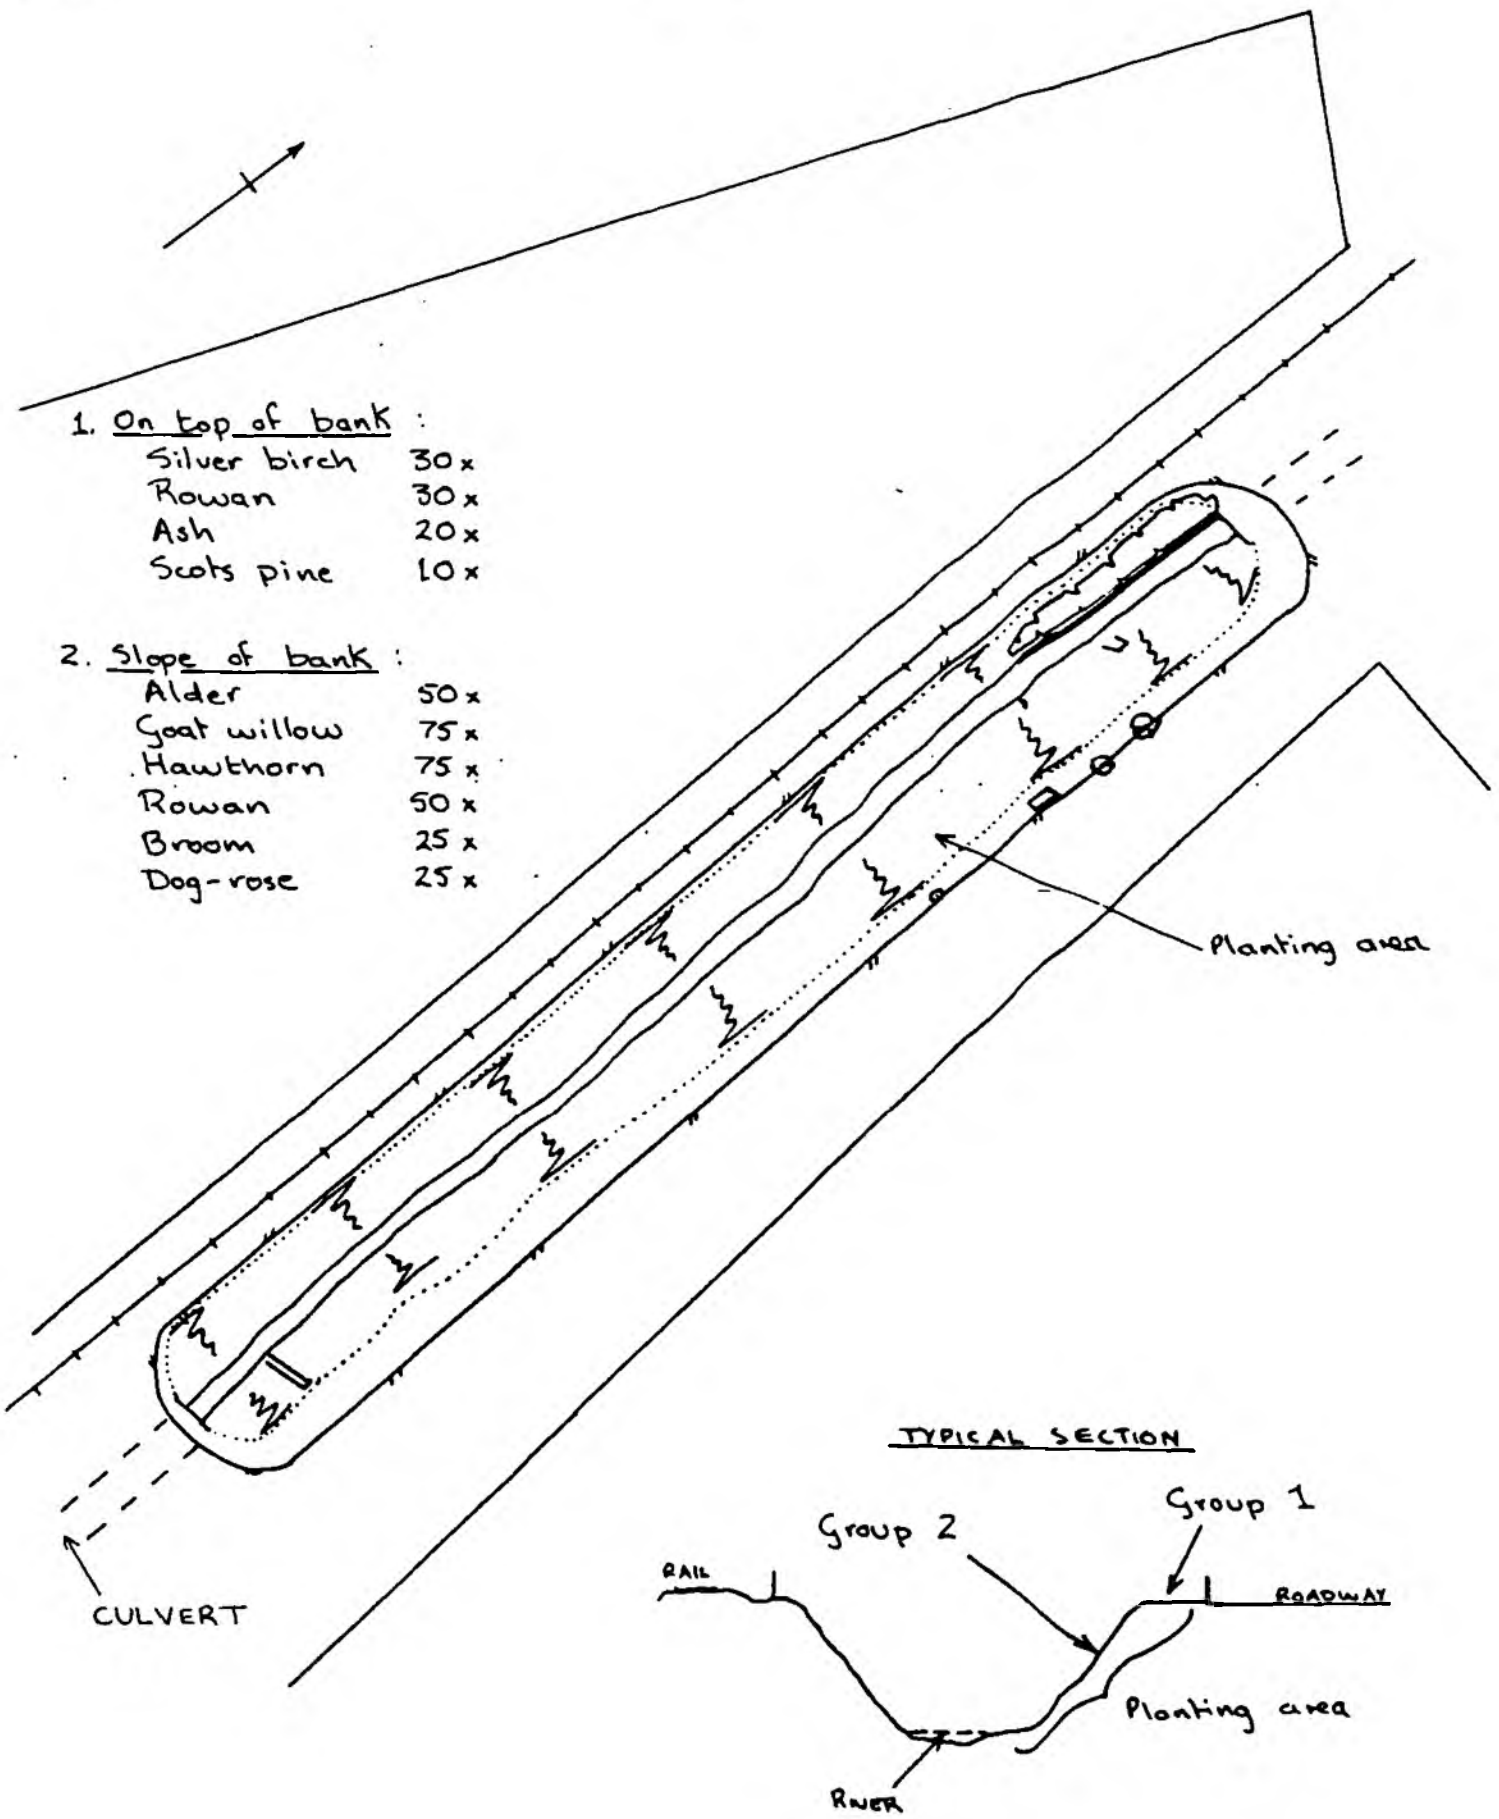 1. On top of bank :
Silver birch 30 x
Rowan 30 x
Ash 20 x
Scots pine 10 x
2. Slope of bank :
Alder 50 x
Goat willow 75 x
Hawthorn 75 x
Rowan 50 x
Broom 25 x
Dog-rose 25 x
Planting area
CULVERT
TYPICAL SECTION
Group 1
Group 2
RAIL
ROADWAY
Planting area
RIVER